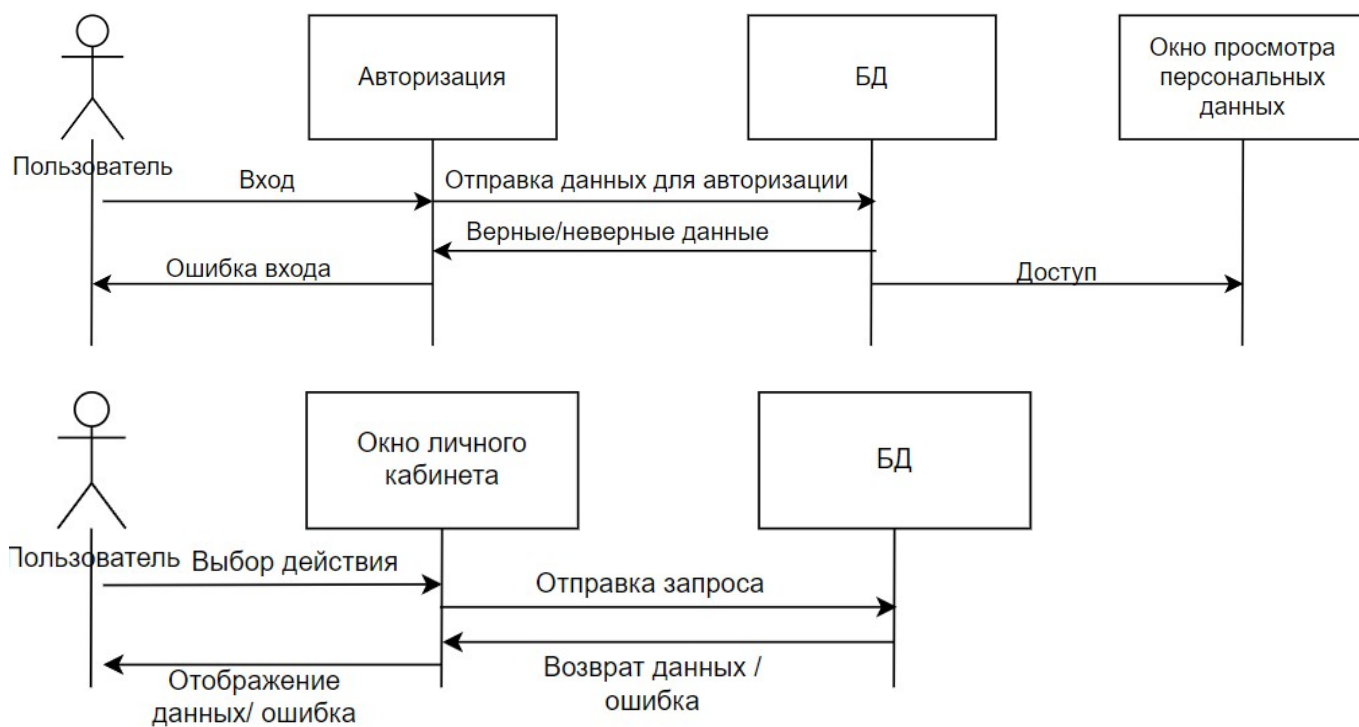 Авторизация
БД
Окно просмотра
персональных
данных
Пользователь
Вход
Отправка данных для авторизации
Верные/неверные данные
Ошибка входа
Доступ
Окно личного
кабинета
БД
Пользователь
Выбор действия
Отправка запроса
Возврат данных /
ошибка
Отображение
данных/ ошибка